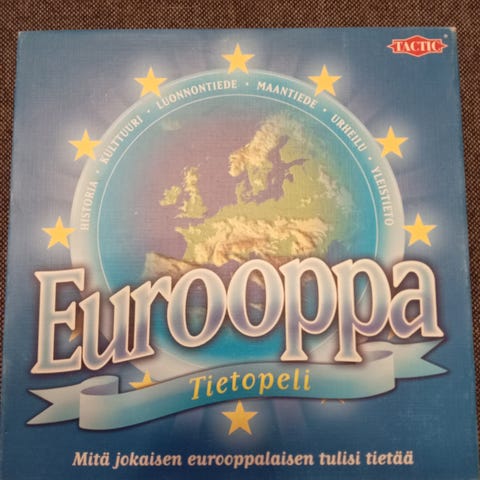 TACTIC
HISTORIA • KULTTUURI • LUONNONTIEDE • MAANTIEDE • URHEILU • YLEISTIETO
Eurooppa
Tietopeli
Mitä jokaisen eurooppalaisen tulisi tietää